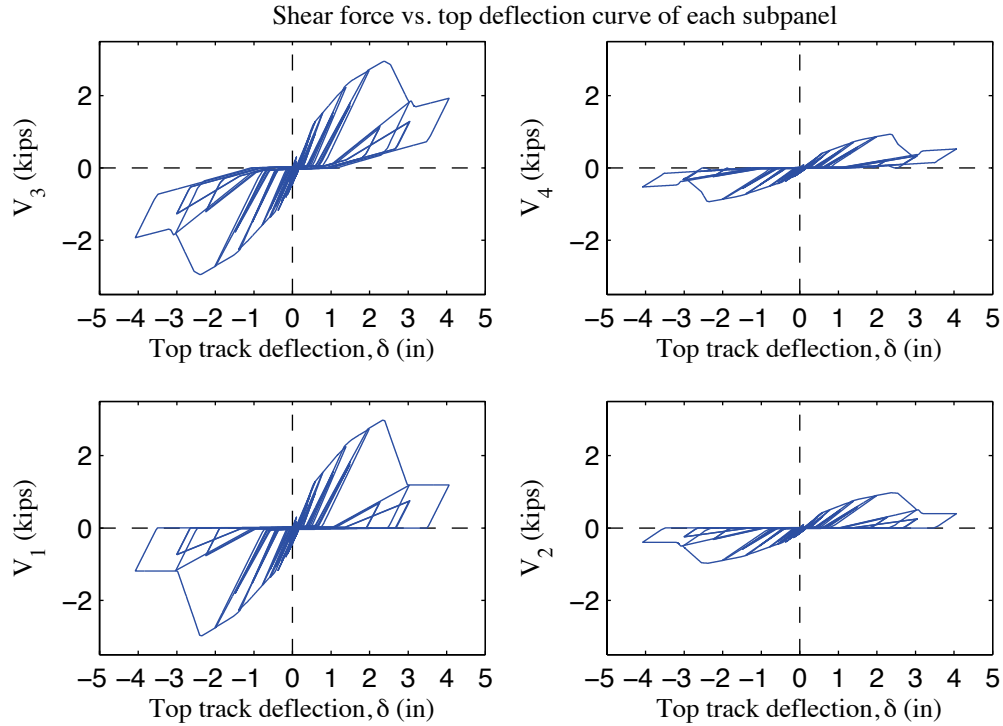 Shear force vs. top deflection curve of each subpanel
V3 (kips)
2
0
−2
−5 −4 −3 −2 −1 0 1 2 3 4 5
Top track deflection, δ (in)
V4 (kips)
2
0
−2
−5 −4 −3 −2 −1 0 1 2 3 4 5
Top track deflection, δ (in)
V1 (kips)
2
0
−2
−5 −4 −3 −2 −1 0 1 2 3 4 5
Top track deflection, δ (in)
V2 (kips)
2
0
−2
−5 −4 −3 −2 −1 0 1 2 3 4 5
Top track deflection, δ (in)